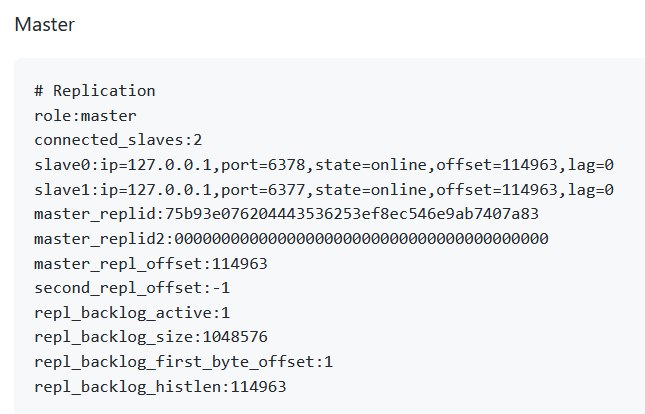 Master
# Replication
role:master
connected_slaves:2
slave0:ip=127.0.0.1,port=6378,state=online,offset=114963,lag=0
slave1:ip=127.0.0.1,port=6377,state=online,offset=114963,lag=0
master_replid:75b93e076204443536253ef8ec546e9ab7407a83
master_replid2:0000000000000000000000000000000000000000
master_repl_offset:114963
second_repl_offset:-1
repl_backlog_active:1
repl_backlog_size:1048576
repl_backlog_first_byte_offset:1
repl_backlog_histlen:114963